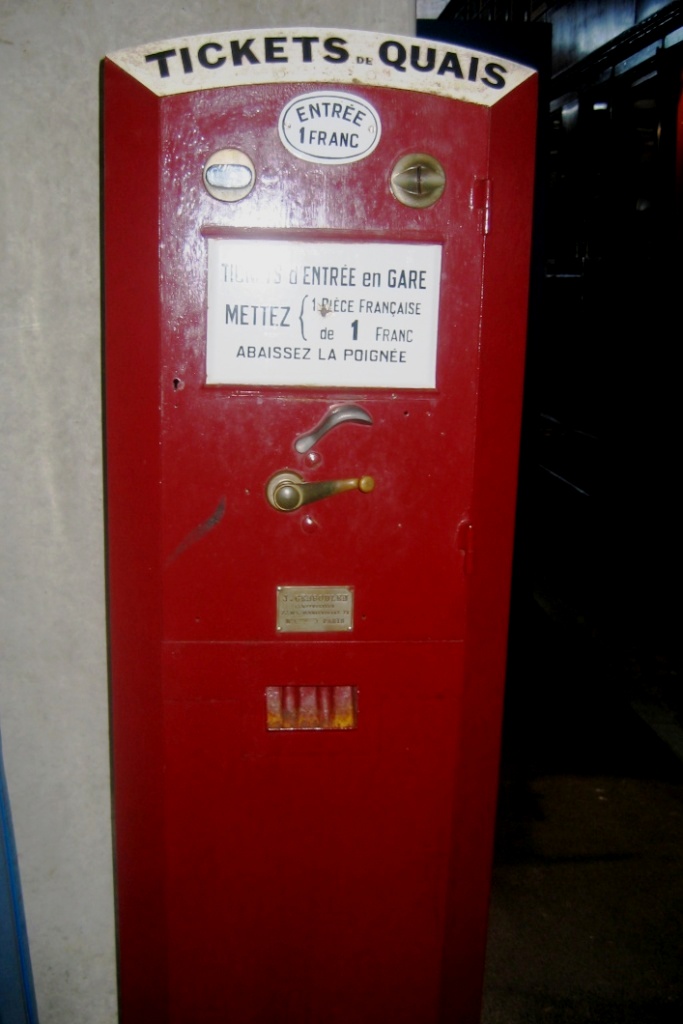 TICKETS DE QUAIS
ENTRÉE
1 FRANC
TICKETS d'ENTRÉE en GARE
METTEZ { 1 PIÈCE FRANÇAISE
de 1 FRANC
ABAISSEZ LA POIGNÉE